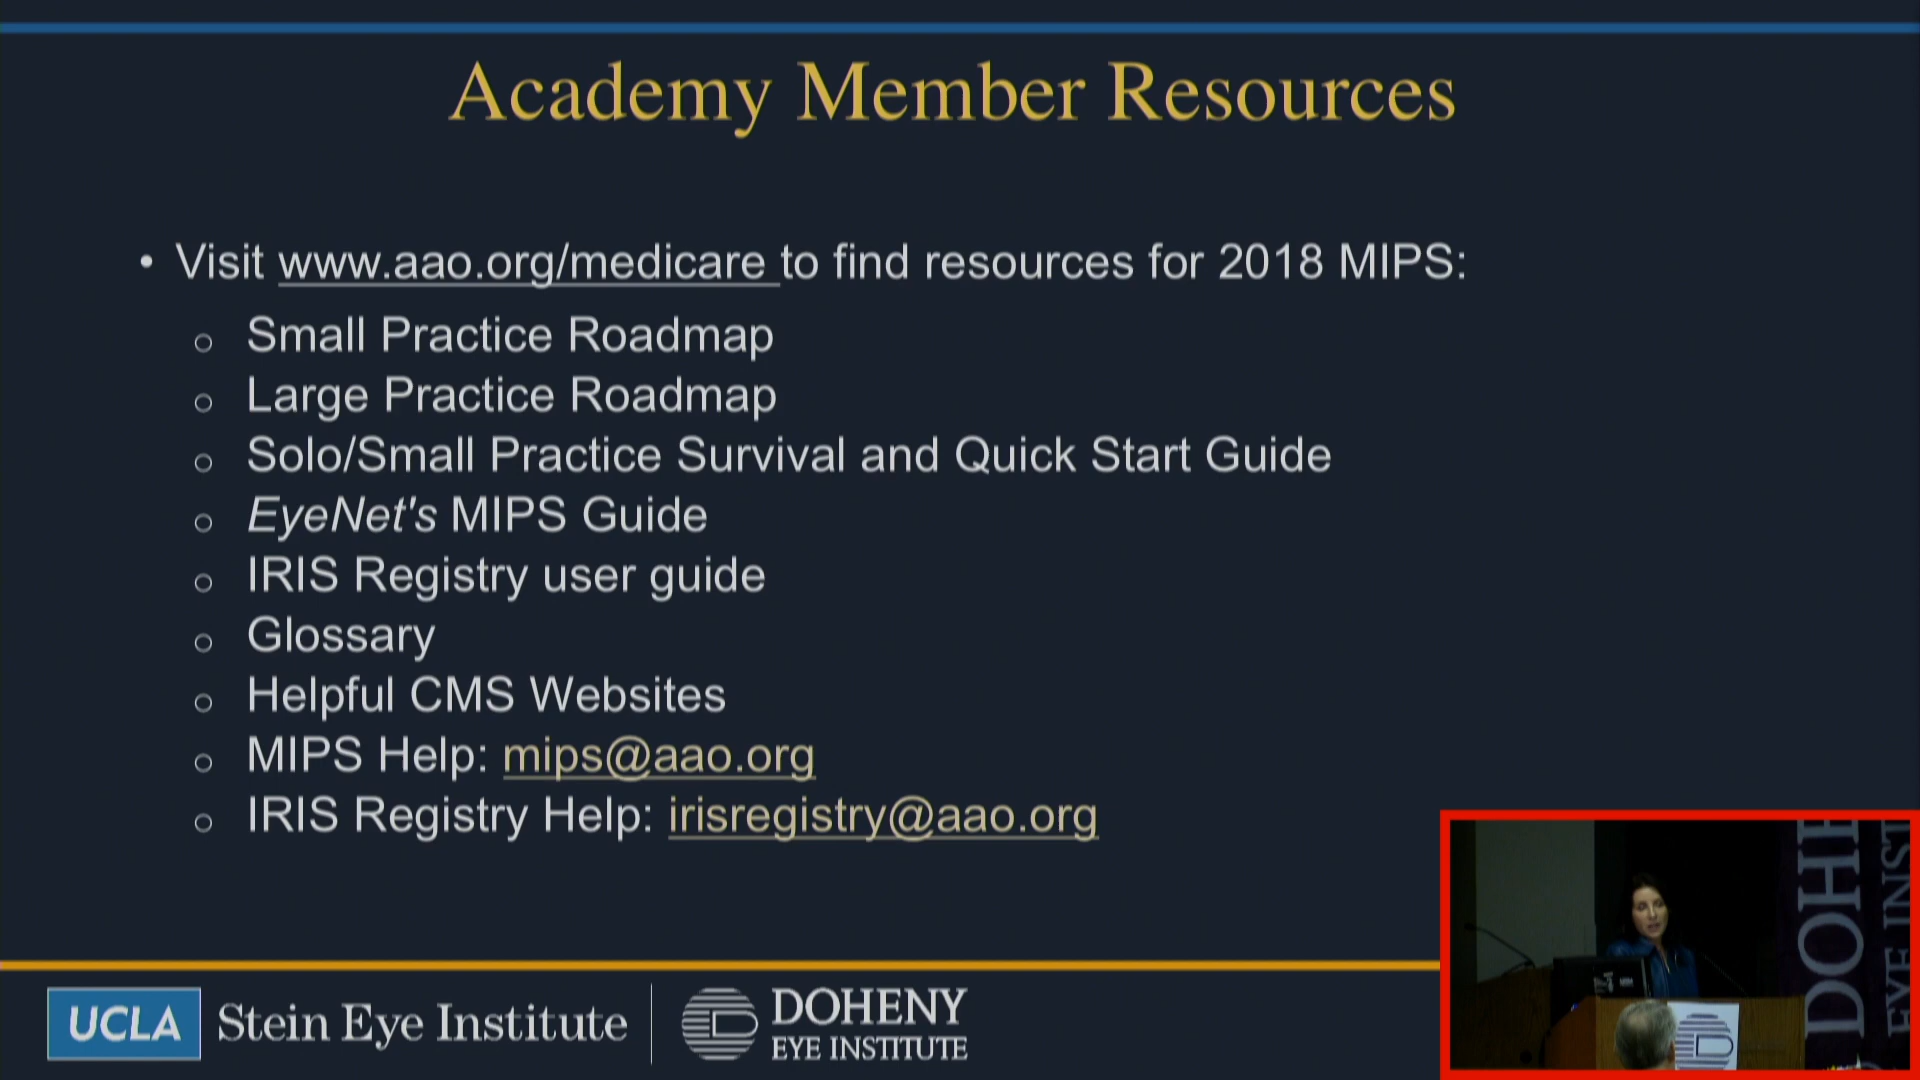 Academy Member Resources
• Visit www.aao.org/medicare to find resources for 2018 MIPS:
o Small Practice Roadmap
o Large Practice Roadmap
o Solo/Small Practice Survival and Quick Start Guide
o EyeNet's MIPS Guide
o IRIS Registry user guide
o Glossary
o Helpful CMS Websites
o MIPS Help: mips@aao.org
o IRIS Registry Help: irisregistry@aao.org
UCLA Stein Eye Institute
DOHENY
EYE INSTITUTE
DOHE
EYE INST